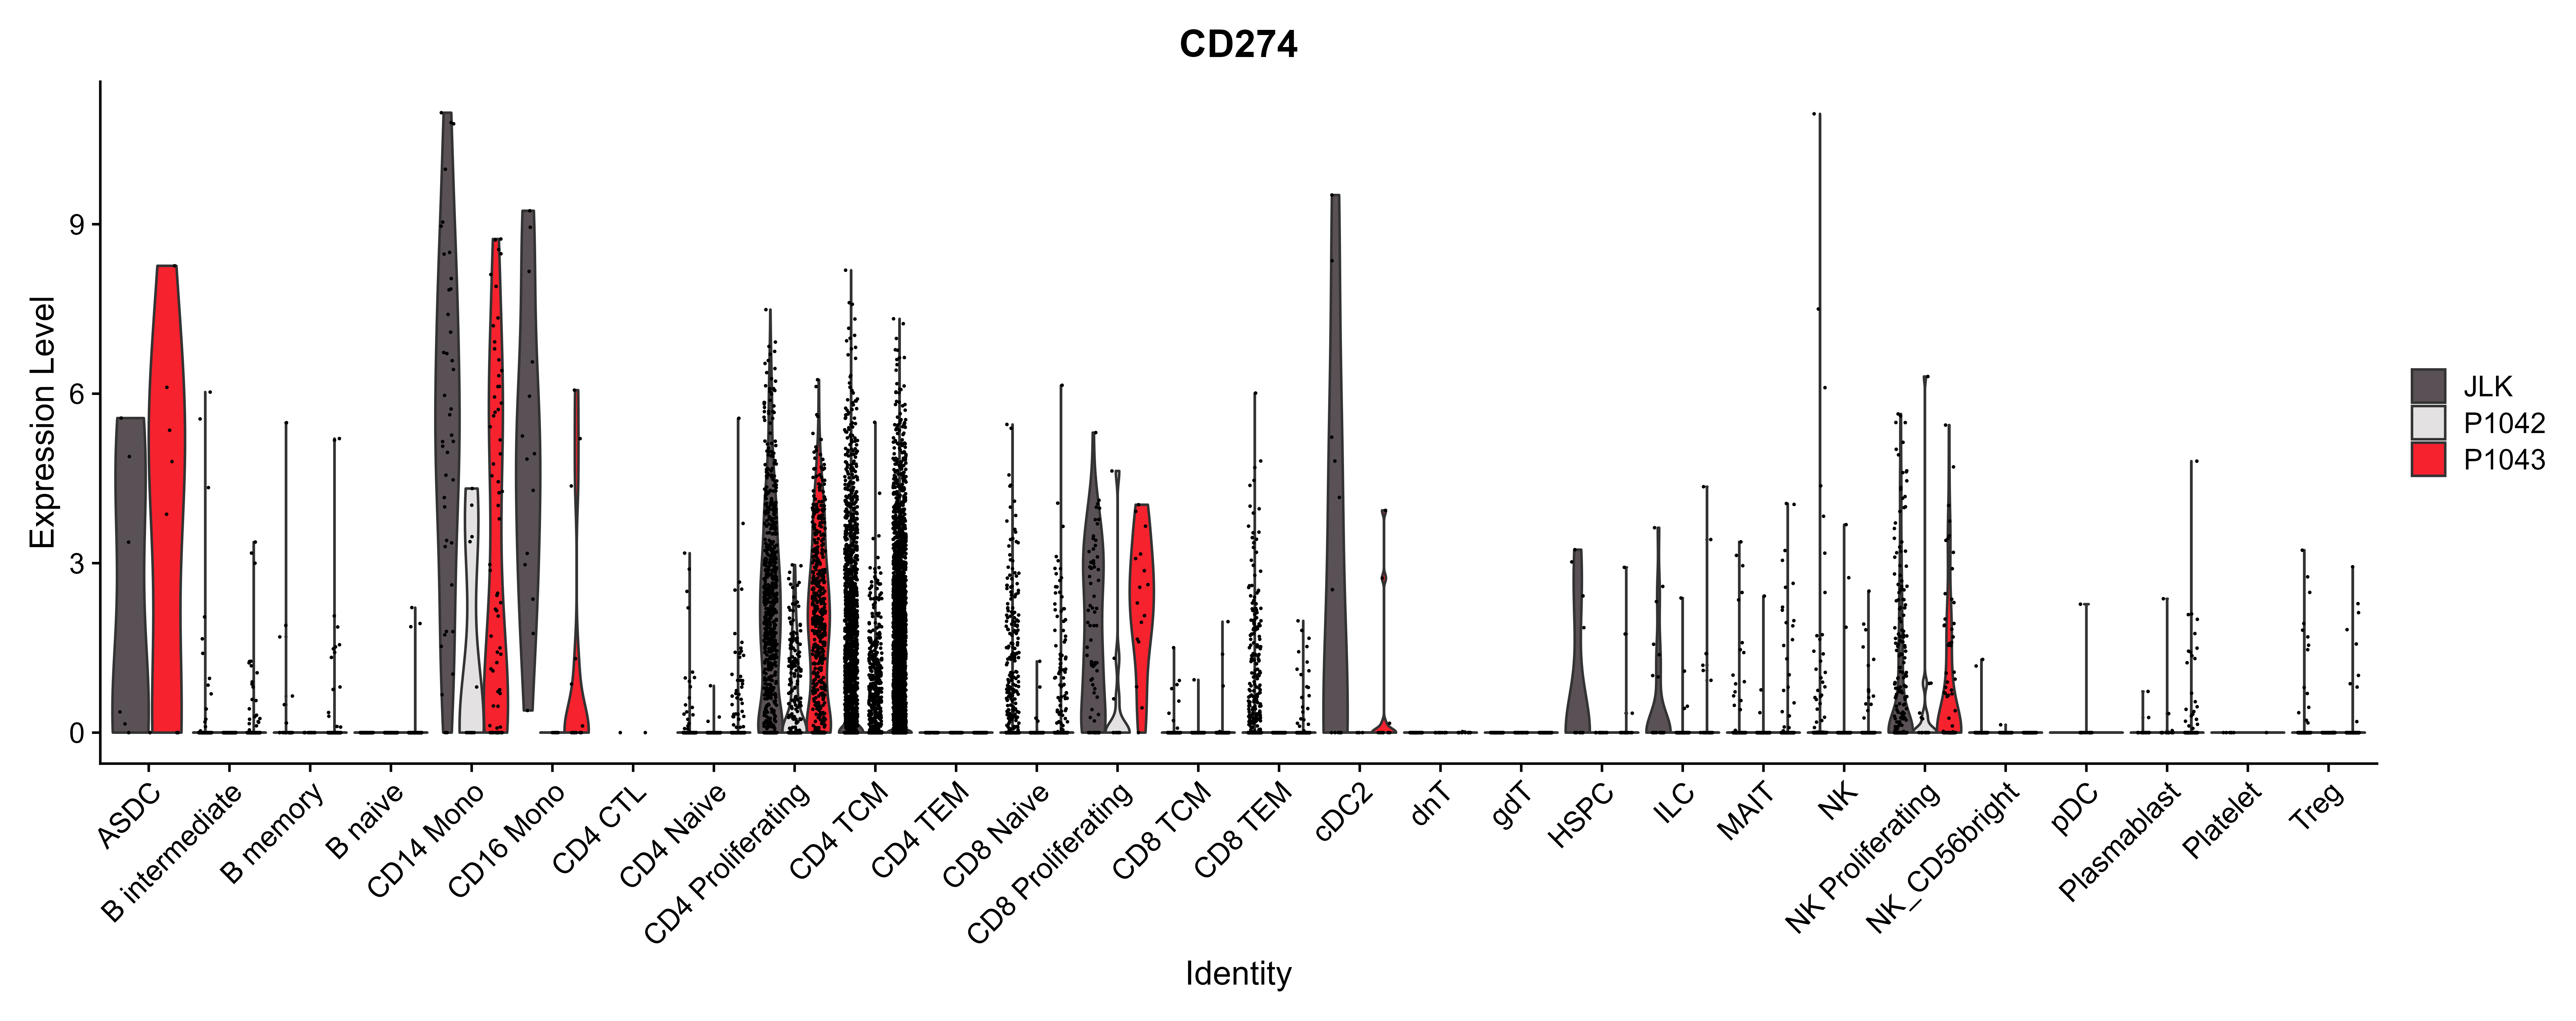 CD274
Expression Level
9
6
3
0
ASDC
B intermediate
B memory
B naive
CD14 Mono
CD16 Mono
CD4 CTL
CD4 Naive
CD4 Proliferating
CD4 TCM
CD4 TEM
CD8 Naive
CD8 Proliferating
CD8 TCM
CD8 TEM
cDC2
dnT
gdT
HSPC
ILC
MAIT
NK
NK Proliferating
NK_CD56bright
pDC
Plasmablast
Platelet
Treg
Identity
JLK
P1042
P1043